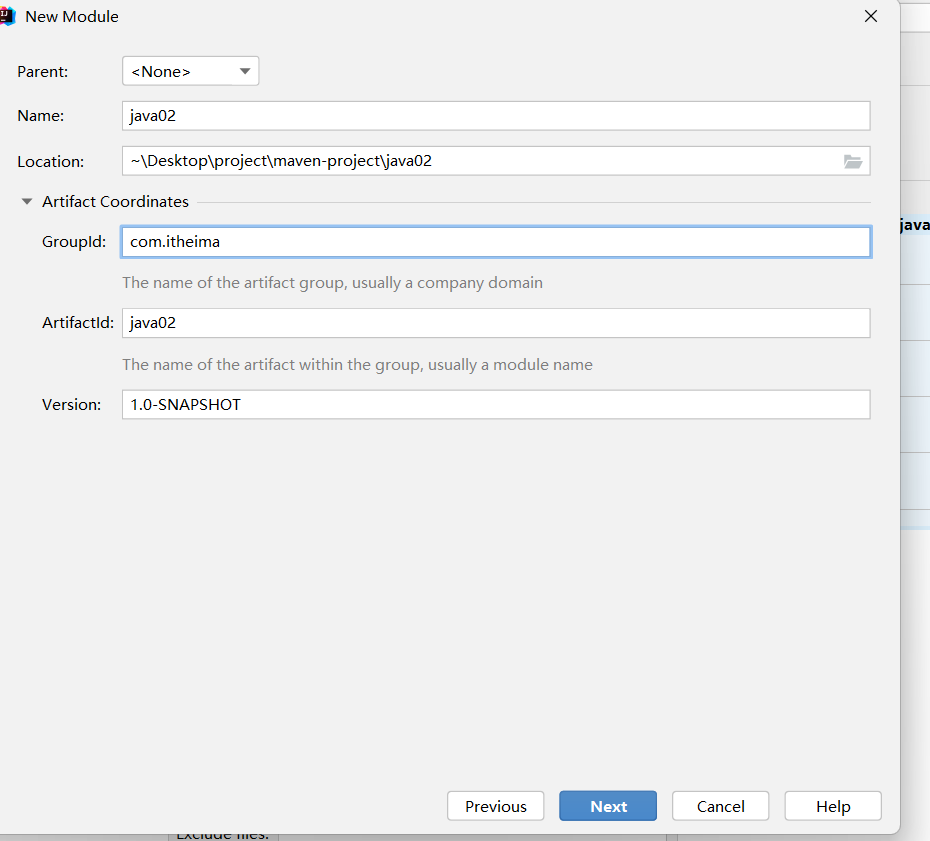 New Module
Parent: <None>
Name: java02
Location: ~\Desktop\project\maven-project\java02
Artifact Coordinates
GroupId: com.itheima
The name of the artifact group, usually a company domain
java
ArtifactId: java02
The name of the artifact within the group, usually a module name
Version: 1.0-SNAPSHOT
Previous Next Cancel Help
Exclude files: